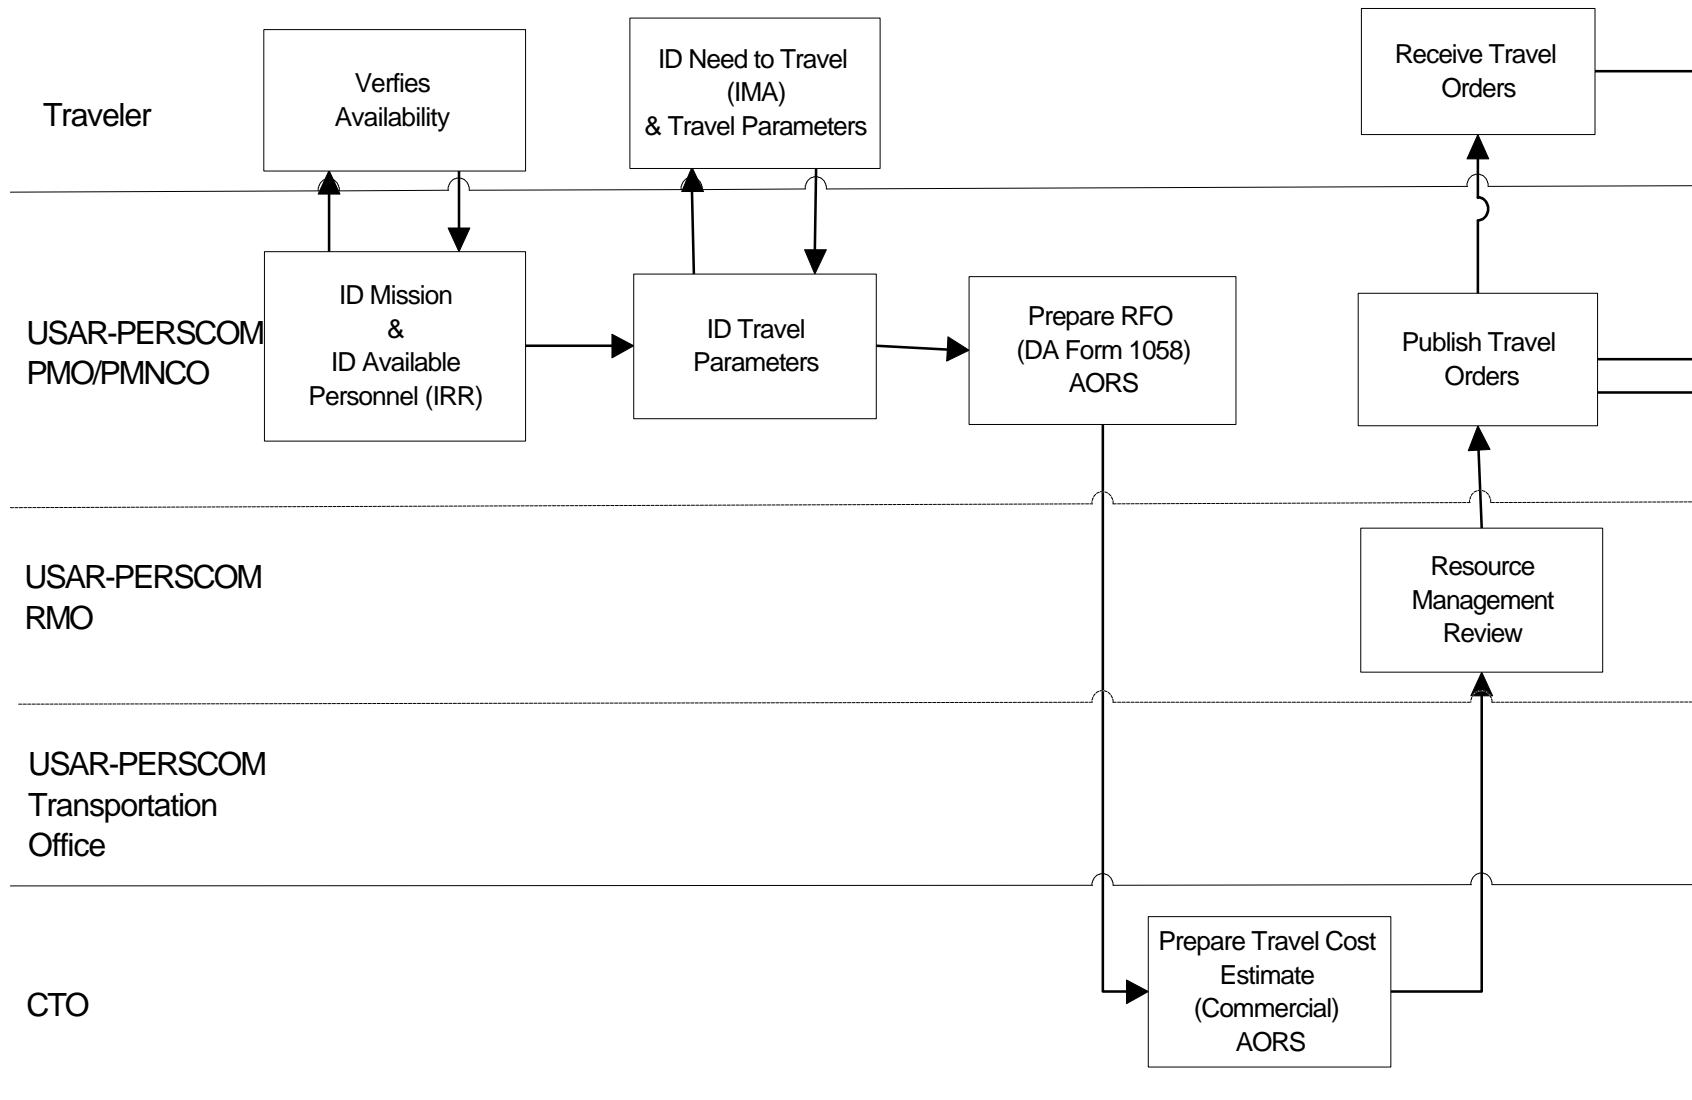 Traveler
Verfies
Availability
ID Need to Travel
(IMA)
& Travel Parameters
Receive Travel
Orders
USAR-PERSCOM
PMO/PMNCO
ID Mission
&
ID Available
Personnel (IRR)
ID Travel
Parameters
Prepare RFO
(DA Form 1058)
AORS
Publish Travel
Orders
USAR-PERSCOM
RMO
Resource
Management
Review
USAR-PERSCOM
Transportation
Office
CTO
Prepare Travel Cost
Estimate
(Commercial)
AORS